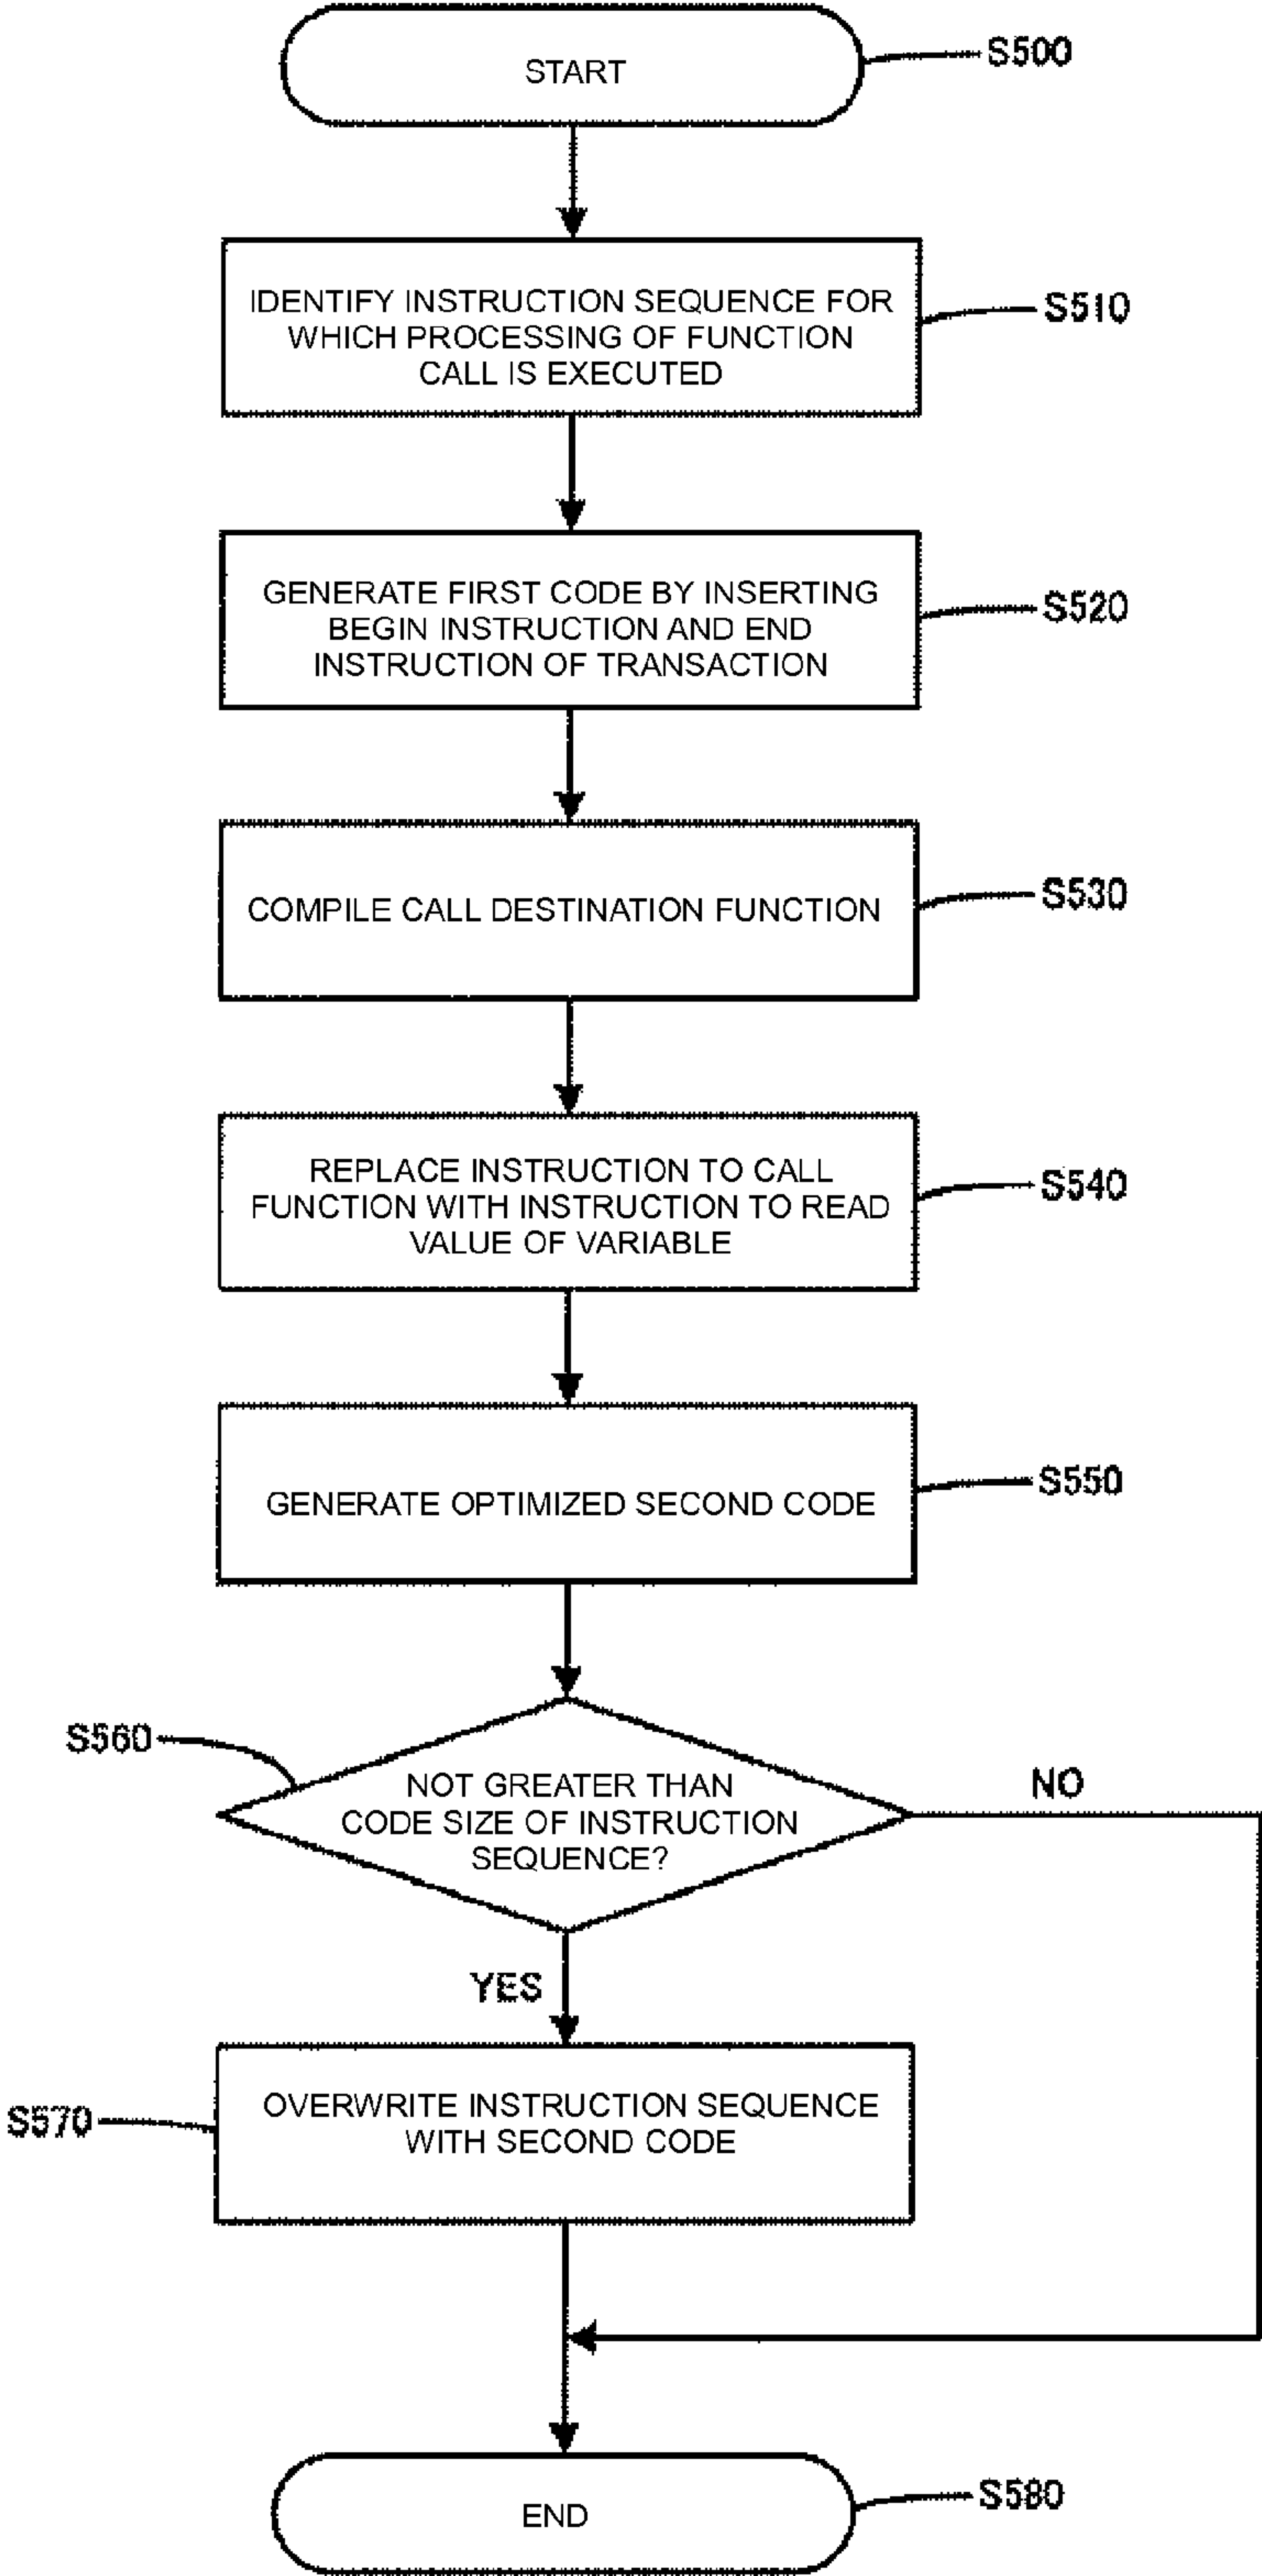 START
S500
IDENTIFY INSTRUCTION SEQUENCE FOR
WHICH PROCESSING OF FUNCTION
CALL IS EXECUTED
S510
GENERATE FIRST CODE BY INSERTING
BEGIN INSTRUCTION AND END
INSTRUCTION OF TRANSACTION
S520
COMPILE CALL DESTINATION FUNCTION
S530
REPLACE INSTRUCTION TO CALL
FUNCTION WITH INSTRUCTION TO READ
VALUE OF VARIABLE
S540
GENERATE OPTIMIZED SECOND CODE
S550
S560
NOT GREATER THAN
CODE SIZE OF INSTRUCTION
SEQUENCE?
NO
YES
S570
OVERWRITE INSTRUCTION SEQUENCE
WITH SECOND CODE
END
S580